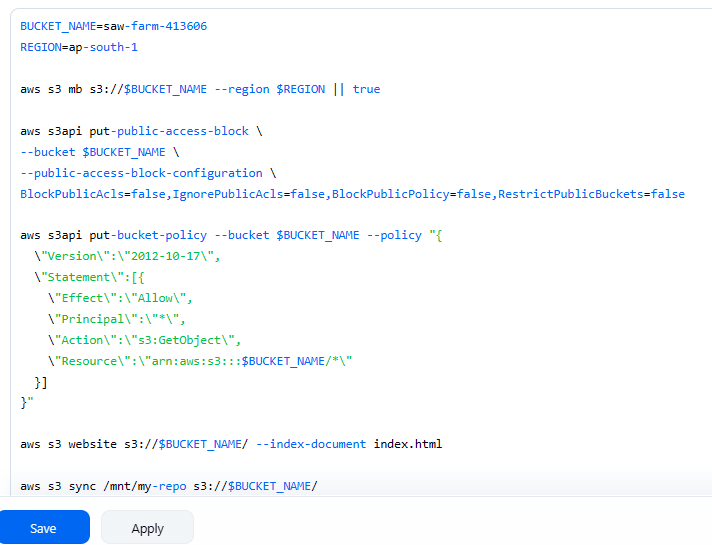 BUCKET_NAME=saw-farm-413606
REGION=ap-south-1
aws s3 mb s3://$BUCKET_NAME --region $REGION || true
aws s3api put-public-access-block \
--bucket $BUCKET_NAME \
--public-access-block-configuration \
BlockPublicAcls=false,IgnorePublicAcls=false,BlockPublicPolicy=false,RestrictPublicBuckets=false
aws s3api put-bucket-policy --bucket $BUCKET_NAME --policy "{
  \"Version\":\"2012-10-17\",
  \"Statement\":[{
    \"Effect\":\"Allow\",
    \"Principal\":\"*\",
    \"Action\":\"s3:GetObject\",
    \"Resource\":\"arn:aws:s3:::$BUCKET_NAME/*\"
  }]
}"
aws s3 website s3://$BUCKET_NAME/ --index-document index.html
aws s3 sync /mnt/my-repo s3://$BUCKET_NAME/
Save Apply